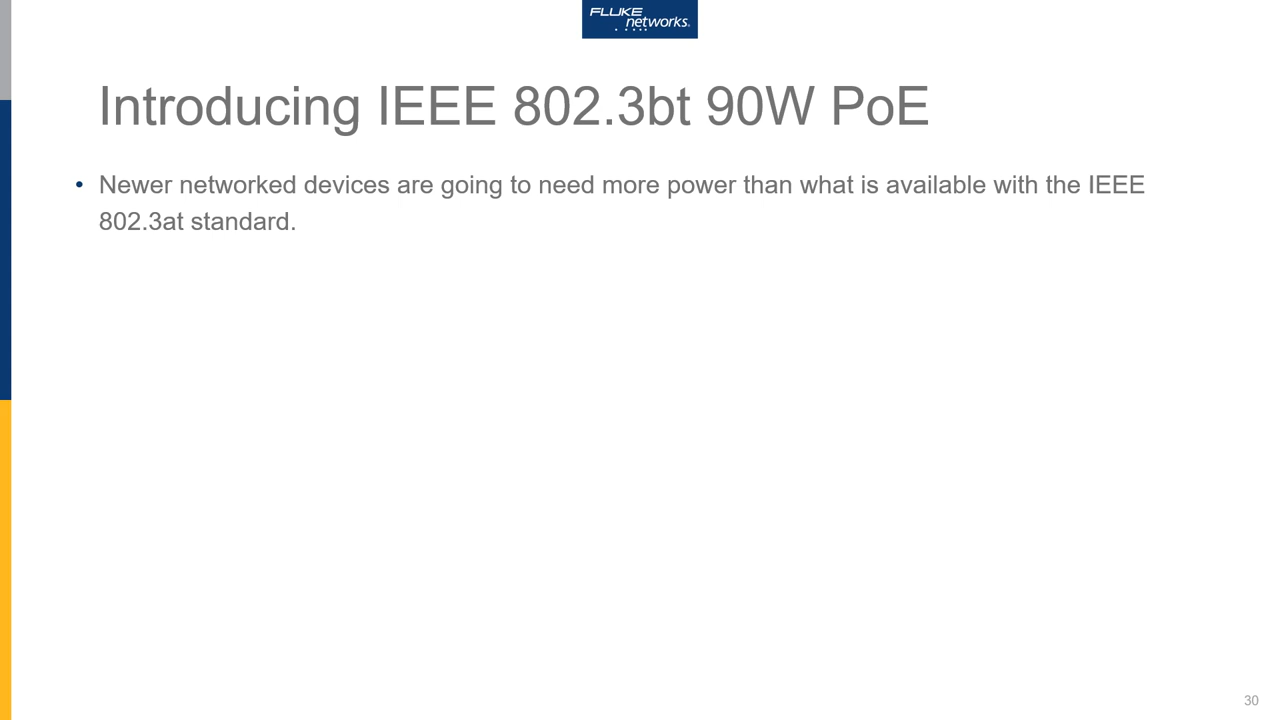 FLUKE
networks®
Introducing IEEE 802.3bt 90W PoE
• Newer networked devices are going to need more power than what is available with the IEEE
802.3at standard.
30